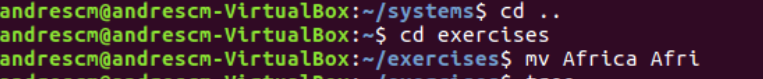 andrescm@andrescm-VirtualBox:~/systems$ cd ..
andrescm@andrescm-VirtualBox:~$ cd exercises
andrescm@andrescm-VirtualBox:~/exercises$ mv Africa Afri